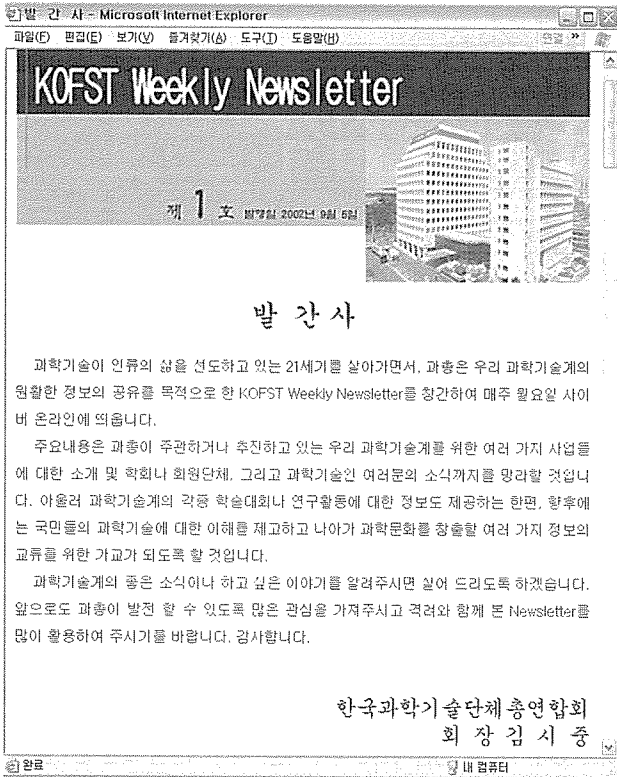 발 간 사 - Microsoft Internet Explorer
파일(F) 편집(E) 보기(V) 즐겨찾기(A) 도구(T) 도움말(H) 연결 »
KOFST Weekly Newsletter
제 1 호 발행일 2002년 9월 6일
발 간 사
과학기술이 인류의 삶을 선도하고 있는 21세기를 살아가면서, 과총은 우리 과학기술계의
원활한 정보의 공유를 목적으로 한 KOFST Weekly Newsletter를 창간하여 매주 월요일 사이
버 온라인에 띄웁니다.
주요내용은 과총이 주관하거나 추진하고 있는 우리 과학기술계를 위한 여러 가지 사업들
에 대한 소개 및 학회나 회원단체, 그리고 과학기술인 여러분의 소식까지를 망라할 것입니
다. 아울러 과학기술계의 각종 학술대회나 연구활동에 대한 정보도 제공하는 한편, 향후에
는 국민들의 과학기술에 대한 이해를 제고하고 나아가 과학문화를 창출할 여러 가지 정보의
교류를 위한 가교가 되도록 할 것입니다.
과학기술계의 좋은 소식이나 하고 싶은 이야기를 알려주시면 실어 드리도록 하겠습니다.
앞으로도 과총이 발전 할 수 있도록 많은 관심을 가져주시고 격려와 함께 본 Newsletter를
많이 활용하여 주시기를 바랍니다. 감사합니다.
한국과학기술단체총연합회
회 장 김 시 중
완료 내 컴퓨터